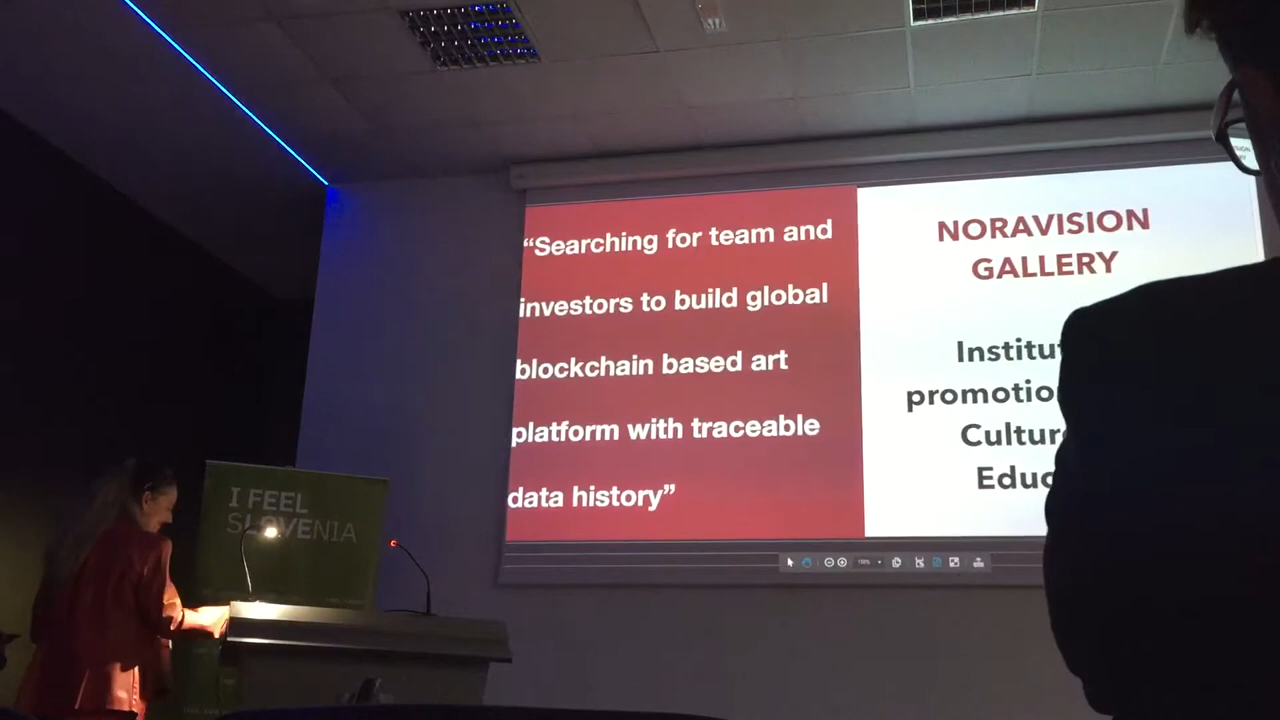 “Searching for team and
investors to build global
blockchain based art
platform with traceable
data history”
NORAVISION
GALLERY
I FEEL
SLOVENIA